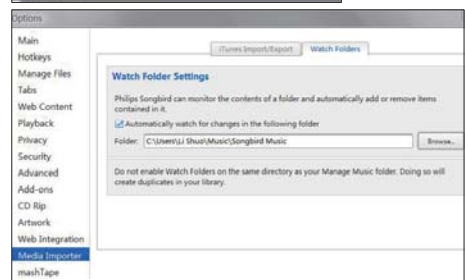 Options
Main
Hotkeys
Manage Files
Tabs
Web Content
Playback
Privacy
Security
Advanced
Add-ons
CD Rip
Artwork
Web Integration
Media Importer
mashTape
iTunes Import/Export
Watch Folders
Watch Folder Settings
Philips Songbird can monitor the contents of a folder and automatically add or remove items
contained in it.
Automatically watch for changes in the following folder
Folder: C:\Users\Li Shuo\Music\Songbird Music
Browse...
Do not enable Watch Folders on the same directory as your Manage Music folder. Doing so will
create duplicates in your library.